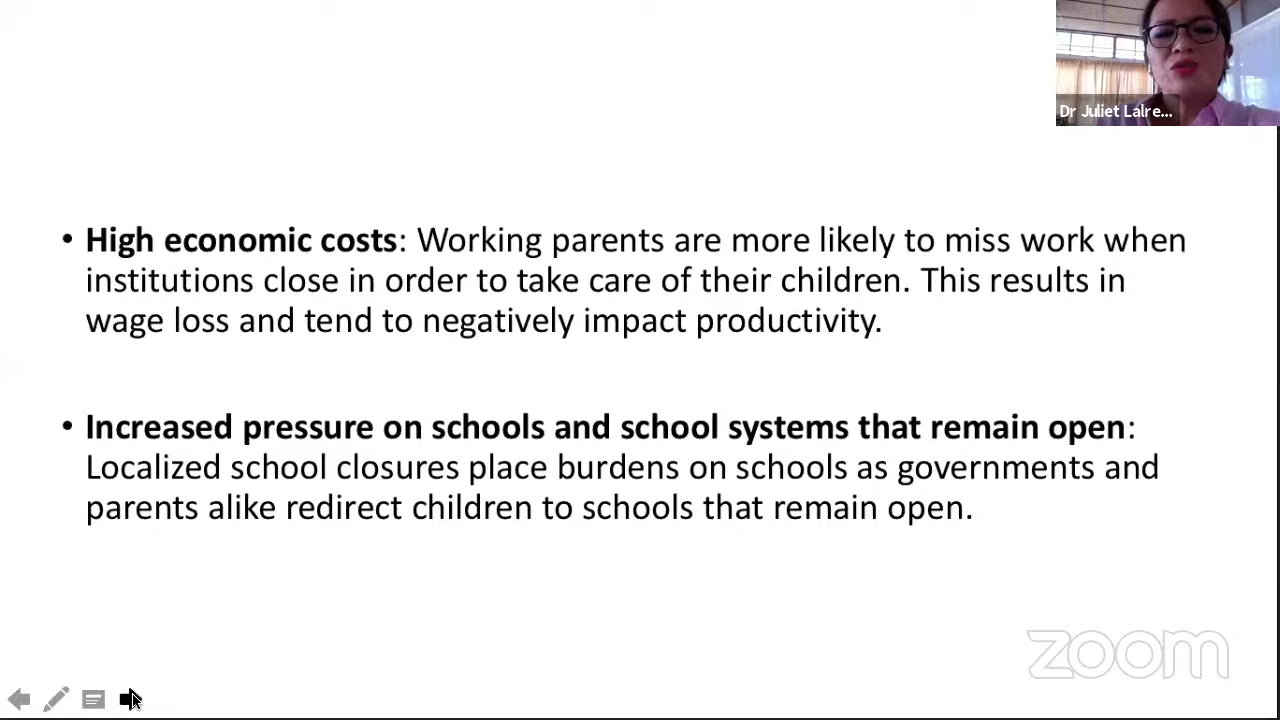 Dr Juliet Lalre...
• High economic costs: Working parents are more likely to miss work when
institutions close in order to take care of their children. This results in
wage loss and tend to negatively impact productivity.
• Increased pressure on schools and school systems that remain open:
Localized school closures place burdens on schools as governments and
parents alike redirect children to schools that remain open.
zoom